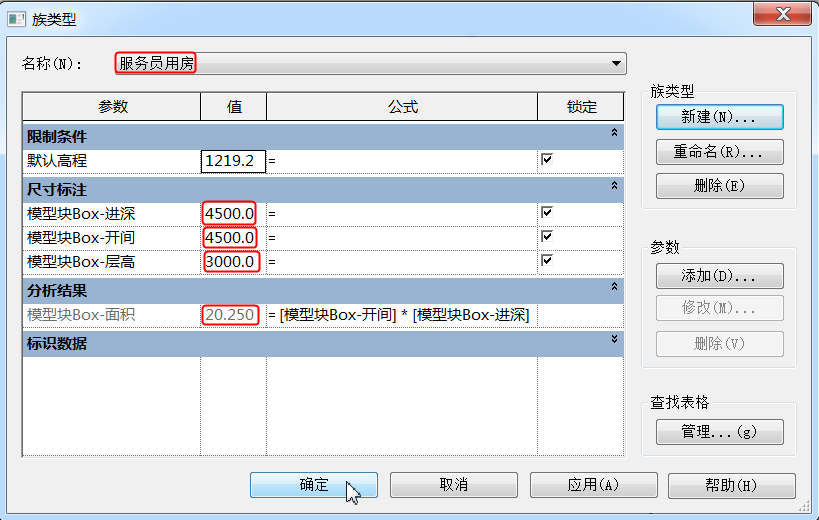 族类型
名称(N)： 服务员用房
参数 值 公式 锁定
限制条件
默认高程 1219.2 =
尺寸标注
模型块Box-进深 4500.0 =
模型块Box-开间 4500.0 =
模型块Box-层高 3000.0 =
分析结果
模型块Box-面积 20.250 = [模型块Box-开间] * [模型块Box-进深]
标识数据
族类型
新建(N)...
重命名(R)...
删除(E)
参数
添加(D)...
修改(M)...
删除(V)
查找表格
管理...(g)
确定 取消 应用(A) 帮助(H)